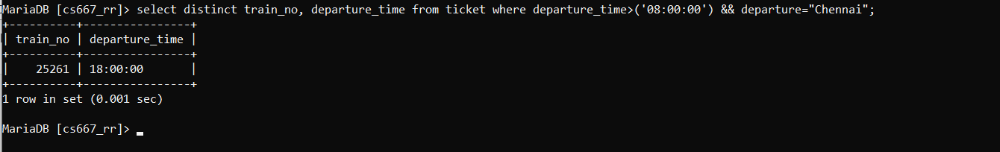 MariaDB [cs667_rr]> select distinct train_no, departure_time from ticket where departure_time>('08:00:00') && departure="Chennai";
+----------+----------------+
| train_no | departure_time |
+----------+----------------+
|    25261 | 18:00:00       |
+----------+----------------+
1 row in set (0.001 sec)
MariaDB [cs667_rr]>